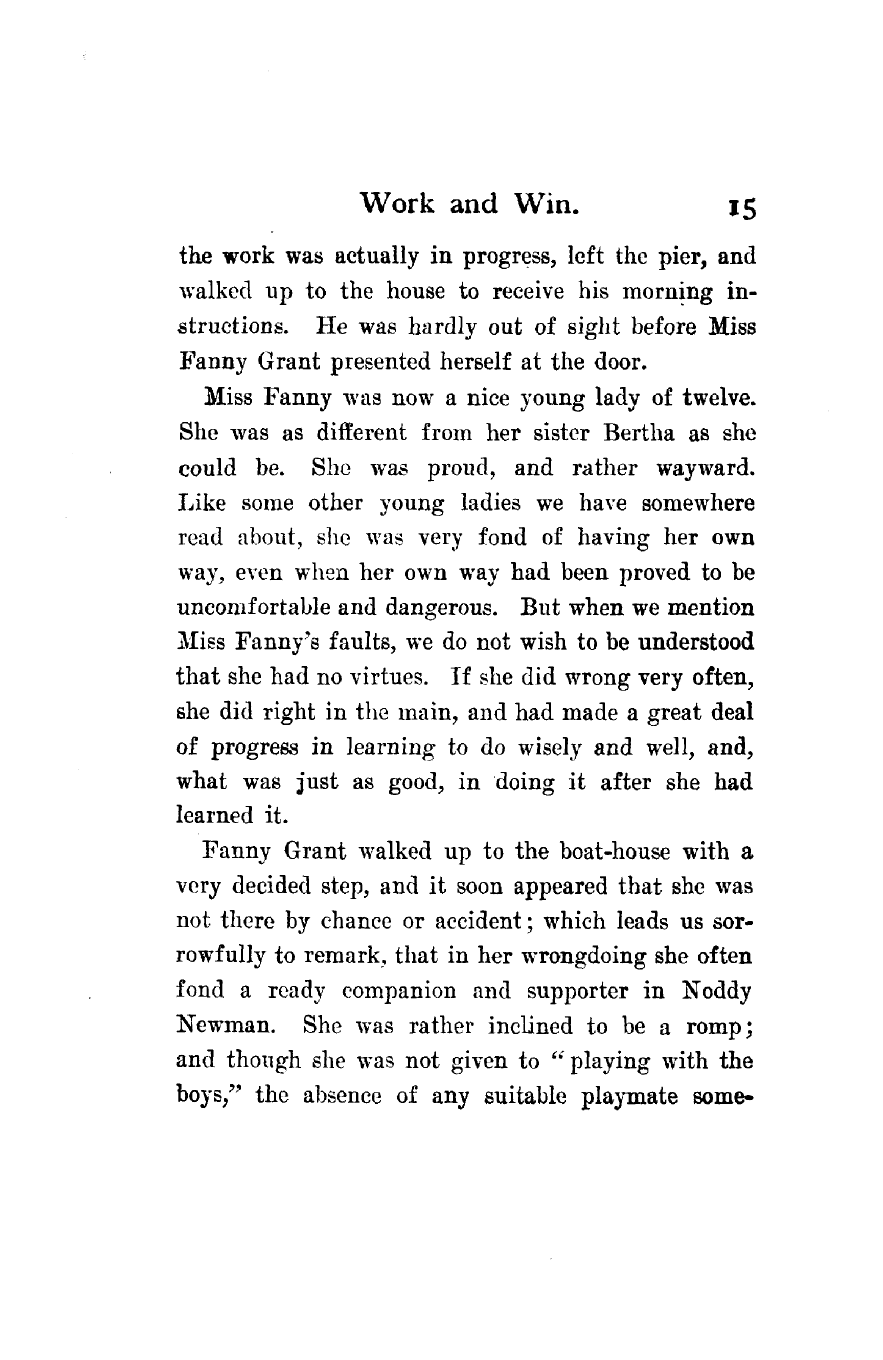 Work and Win. 15
the work was actually in progress, left the pier, and
walked up to the house to receive his morning in-
structions. He was hardly out of sight before Miss
Fanny Grant presented herself at the door.
Miss Fanny was now a nice young lady of twelve.
She was as different from her sister Bertha as she
could be. She was proud, and rather wayward.
Like some other young ladies we have somewhere
read about, she was very fond of having her own
way, even when her own way had been proved to be
uncomfortable and dangerous. But when we mention
Miss Fanny's faults, we do not wish to be understood
that she had no virtues. If she did wrong very often,
she did right in the main, and had made a great deal
of progress in learning to do wisely and well, and,
what was just as good, in doing it after she had
learned it.
Fanny Grant walked up to the boat-house with a
very decided step, and it soon appeared that she was
not there by chance or accident; which leads us sor-
rowfully to remark, that in her wrongdoing she often
fond a ready companion and supporter in Noddy
Newman. She was rather inclined to be a romp;
and though she was not given to "playing with the
boys," the absence of any suitable playmate some-